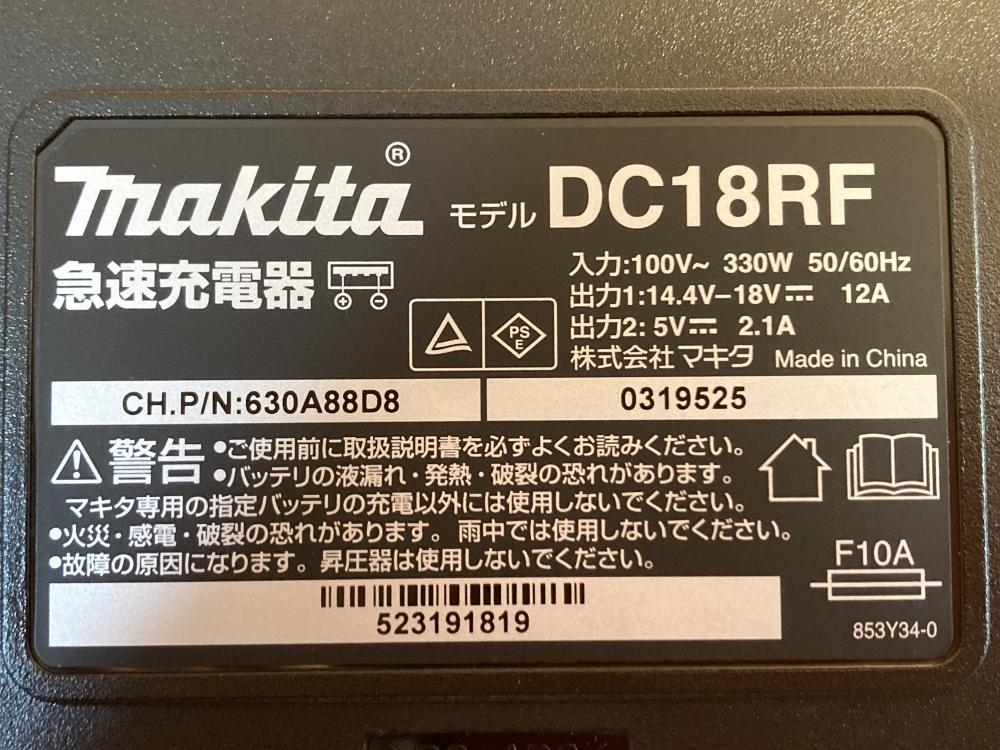 makita® モデル DC18RF
急速充電器
入力:100V~ 330W 50/60Hz
出力1:14.4V–18V⎓ 12A
出力2: 5V⎓ 2.1A
PS
E
株式会社マキタ Made in China
CH.P/N:630A88D8
0319525
警告 •ご使用前に取扱説明書を必ずよくお読みください。
•バッテリの液漏れ・発熱・破裂の恐れがあります。
マキタ専用の指定バッテリの充電以外には使用しないでください。
•火災・感電・破裂の恐れがあります。雨中では使用しないでください。
•故障の原因になります。昇圧器は使用しないでください。
F10A
523191819
853Y34-0